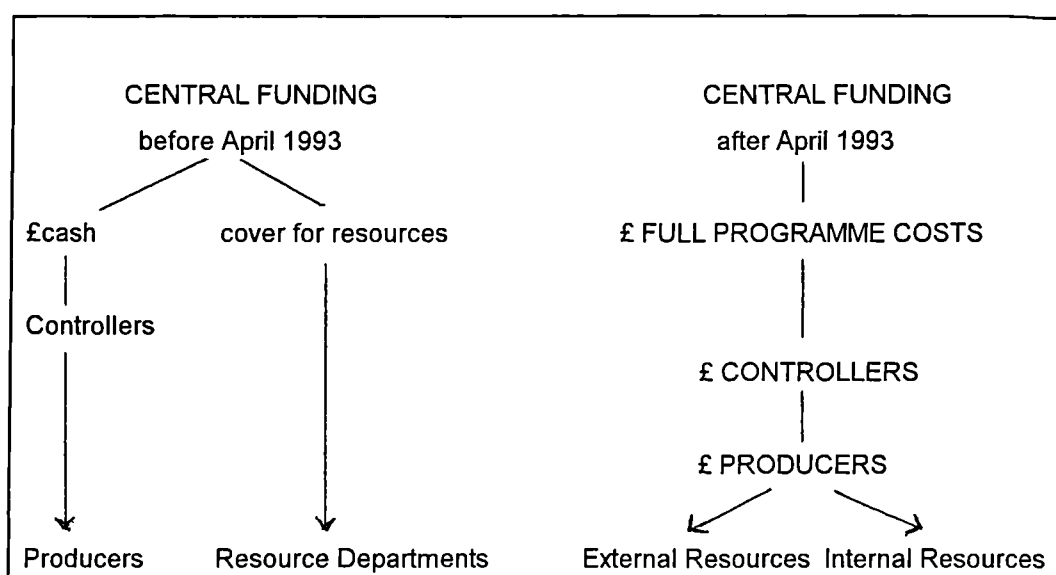 CENTRAL FUNDING
before April 1993
£cash
cover for resources
Controllers
Producers
Resource Departments
CENTRAL FUNDING
after April 1993
£ FULL PROGRAMME COSTS
£ CONTROLLERS
£ PRODUCERS
External Resources
Internal Resources